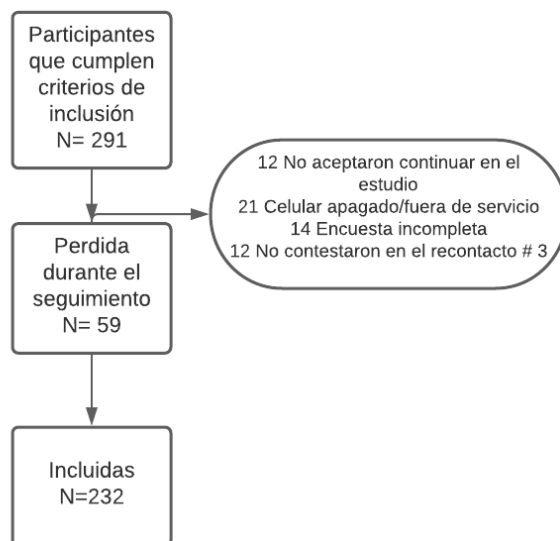 Participantes
que cumplen
criterios de
inclusión
N= 291
12 No aceptaron continuar en el
estudio
21 Celular apagado/fuera de servicio
14 Encuesta incompleta
12 No contestaron en el recontacto # 3
Perdida
durante el
seguimiento
N= 59
Incluidas
N=232